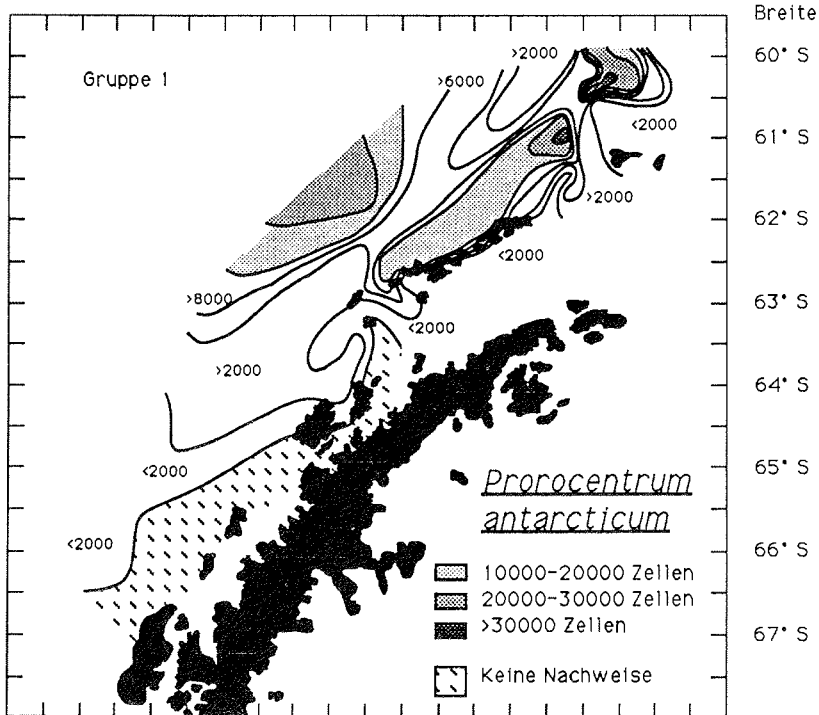 Breite
60° S
>2000
>6000
Gruppe 1
<2000
61° S
>2000
62° S
<2000
>8000
63° S
<2000
>2000
64° S
<2000
65° S
Prorocentrum
antarcticum
<2000
66° S
10000-20000 Zellen
20000-30000 Zellen
>30000 Zellen
67° S
Keine Nachweise